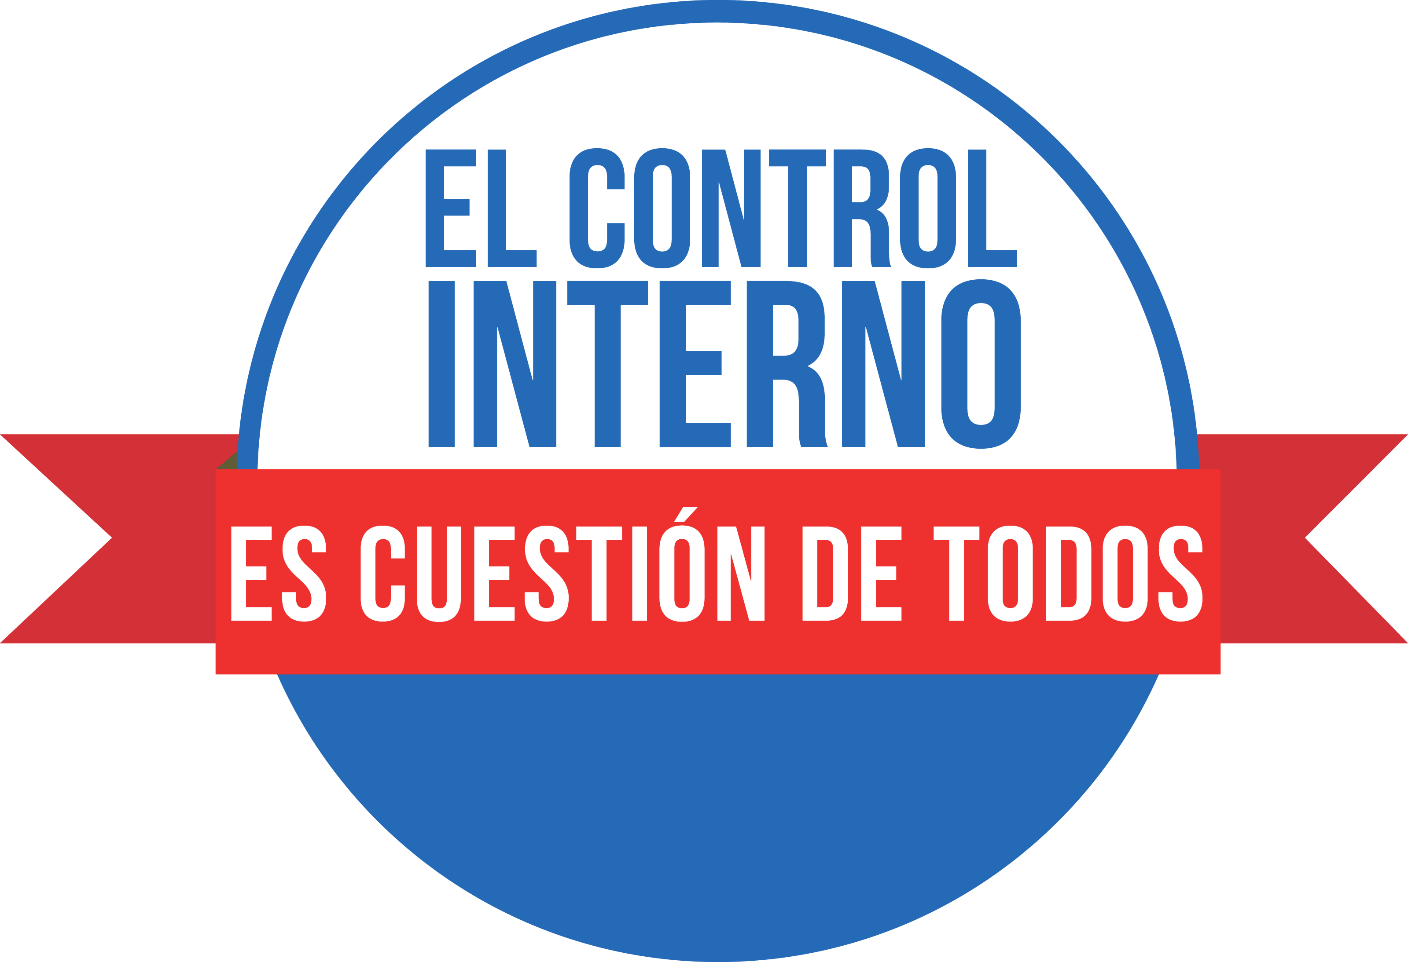 EL CONTROL
INTERNO
ES CUESTIÓN DE TODOS